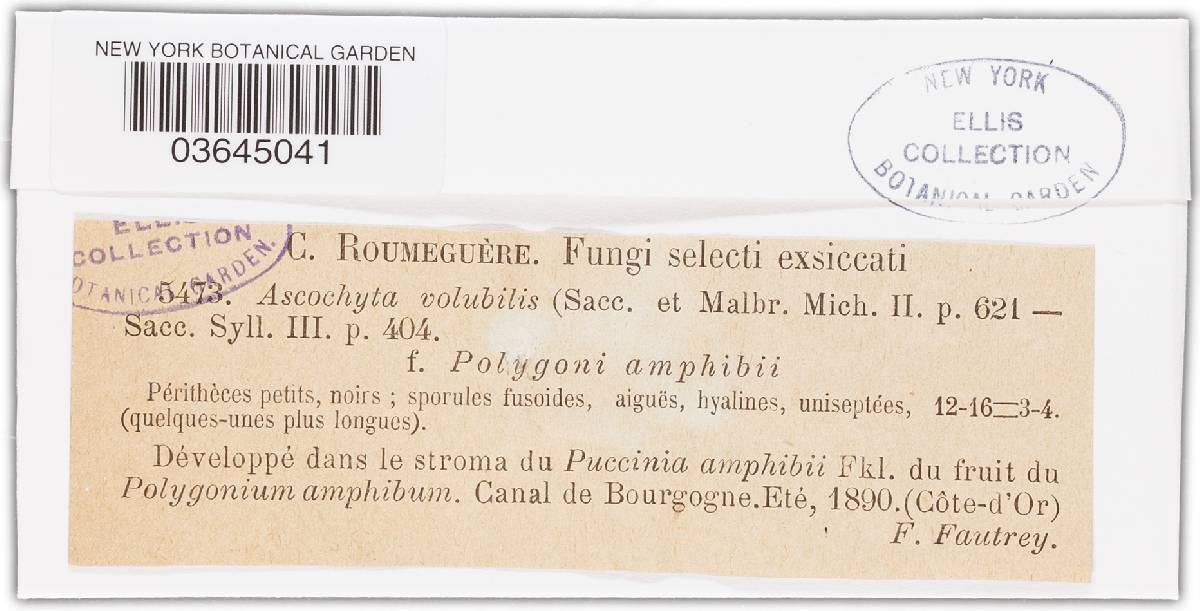 NEW YORK BOTANICAL GARDEN
03645041
NEW YORK
ELLIS
COLLECTION
BOTANICAL GARDEN
COLLECTION
GARDEN.
C. ROUMEGUÈRE. Fungi selecti exsiccati
5473. Ascochyta volubilis (Sacc. et Malbr. Mich. II. p. 621 —
Sacc. Syll. III. p. 404.
f. Polygoni amphibii
Périthèces petits, noirs ; sporules fusoides, aiguës, hyalines, uniseptées, 12-16=3-4.
(quelques-unes plus longues).
Développé dans le stroma du Puccinia amphibii Fkl. du fruit du
Polygonium amphibum. Canal de Bourgogne.Eté, 1890.(Côte-d'Or)
F. Fautrey.